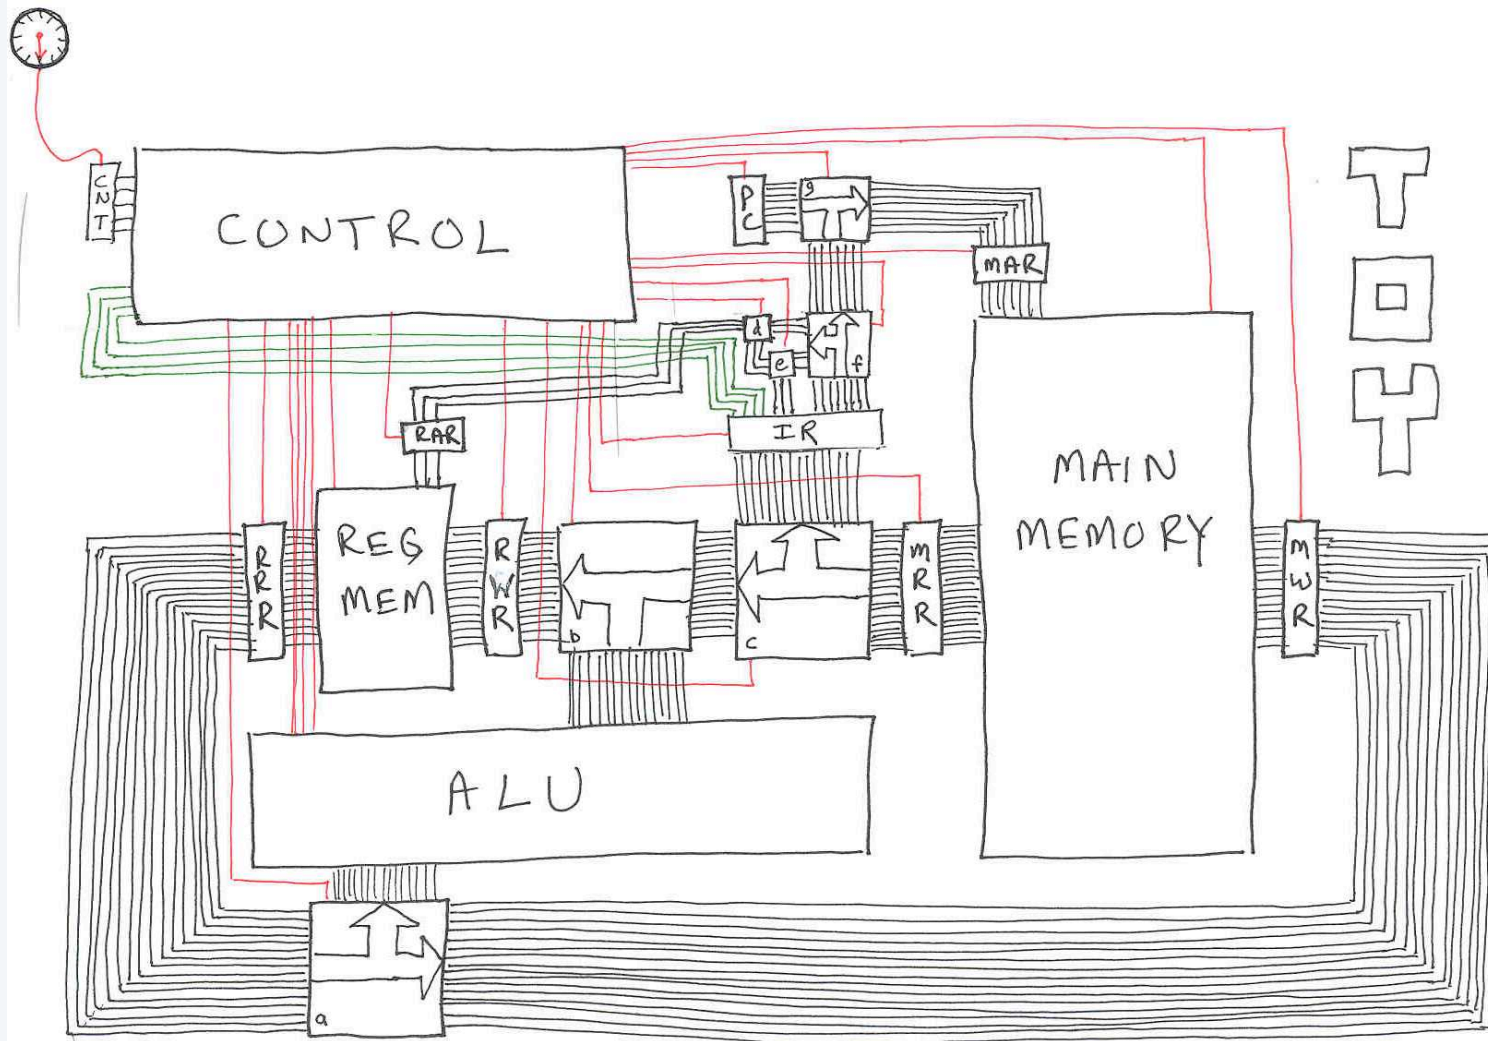 CNT
CONTROL
PC
g
MAR
d
e
f
RAR
IR
RRR
REG
MEM
RWR
b
c
MRR
MAIN
MEMORY
MWR
ALU
a
TOY